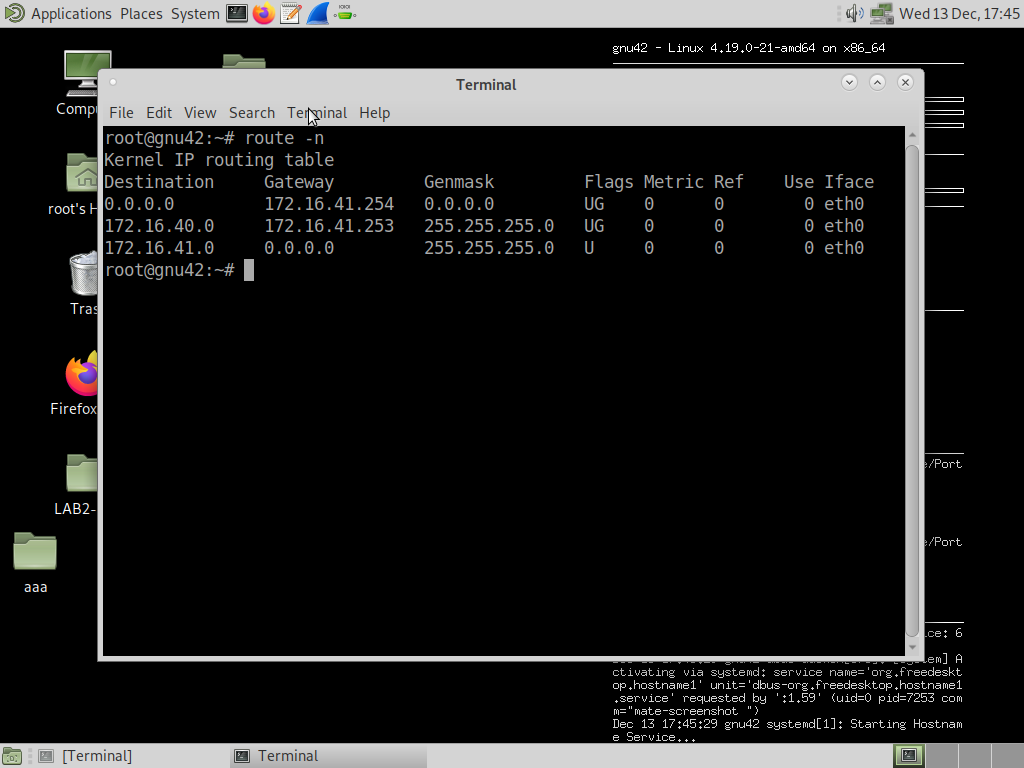 Applications Places System Wed 13 Dec, 17:45
gnu42 - Linux 4.19.0-21-amd64 on x86_64
Terminal
File Edit View Search Terminal Help
root@gnu42:~# route -n
Kernel IP routing table
Destination Gateway Genmask Flags Metric Ref Use Iface
0.0.0.0 172.16.41.254 0.0.0.0 UG 0 0 0 eth0
172.16.40.0 172.16.41.253 255.255.255.0 UG 0 0 0 eth0
172.16.41.0 0.0.0.0 255.255.255.0 U 0 0 0 eth0
root@gnu42:~#
Compu
root's H
Tras
Firefox
LAB2-
aaa
e/Port
e/Port
ce: 6
] A
ctivating via systemd: service name='org.freedeskt
op.hostname1' unit='dbus-org.freedesktop.hostname1
.service' requested by ':1.59' (uid=0 pid=7253 com
m="mate-screenshot ")
Dec 13 17:45:29 gnu42 systemd[1]: Starting Hostnam
e Service...
[Terminal] Terminal